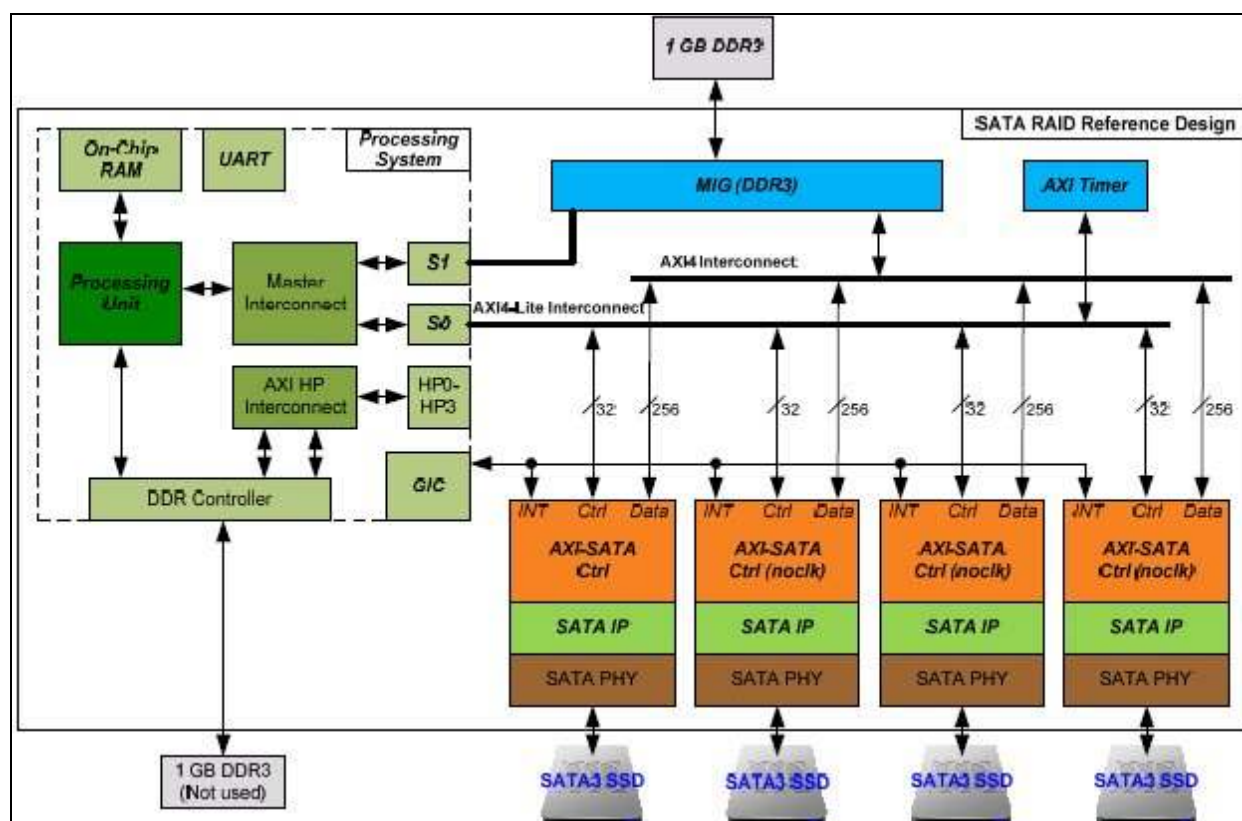 1 GB DDR3
SATA RAID Reference Design
On-Chip
RAM
UART
Processing
System
MIG (DDR3)
AXI Timer
Processing
Unit
Master
Interconnect
S1
S0
AXI4 Interconnect
AXI4-Lite Interconnect
AXI HP
Interconnect
HP0-
HP3
32
256
32
256
32
256
32
256
GIC
DDR Controller
INT Ctrl Data
INT Ctrl Data
INT Ctrl Data
INT Ctrl Data
AXI-SATA
Ctrl
AXI-SATA
Ctrl (noclk)
AXI-SATA
Ctrl (noclk)
AXI-SATA
Ctrl (noclk)
SATA IP
SATA IP
SATA IP
SATA IP
SATA PHY
SATA PHY
SATA PHY
SATA PHY
1 GB DDR3
(Not used)
SATA3 SSD
SATA3 SSD
SATA3 SSD
SATA3 SSD